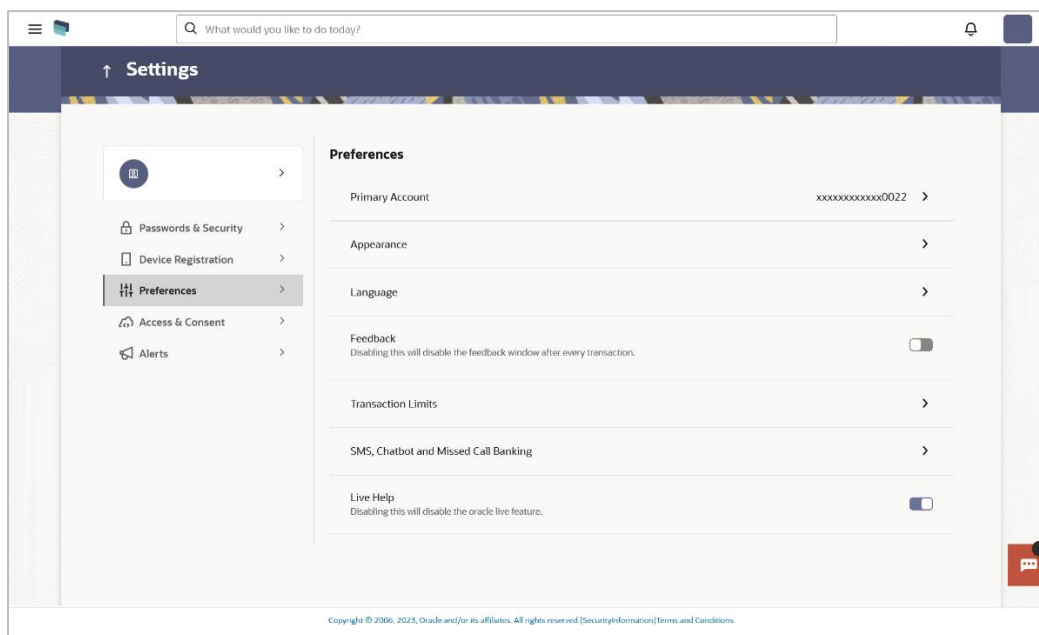 What would you like to do today?
↑ Settings
Preferences
Primary Account xxxxxxxxxxxx0022
Passwords & Security
Appearance
Device Registration
Preferences
Language
Access & Consent
Feedback
Alerts
Disabling this will disable the feedback window after every transaction.
Transaction Limits
SMS, Chatbot and Missed Call Banking
Live Help
Disabling this will disable the oracle live feature.
Copyright © 2006, 2023, Oracle and/or its affiliates. All rights reserved.|SecurityInformation|Terms and Conditions